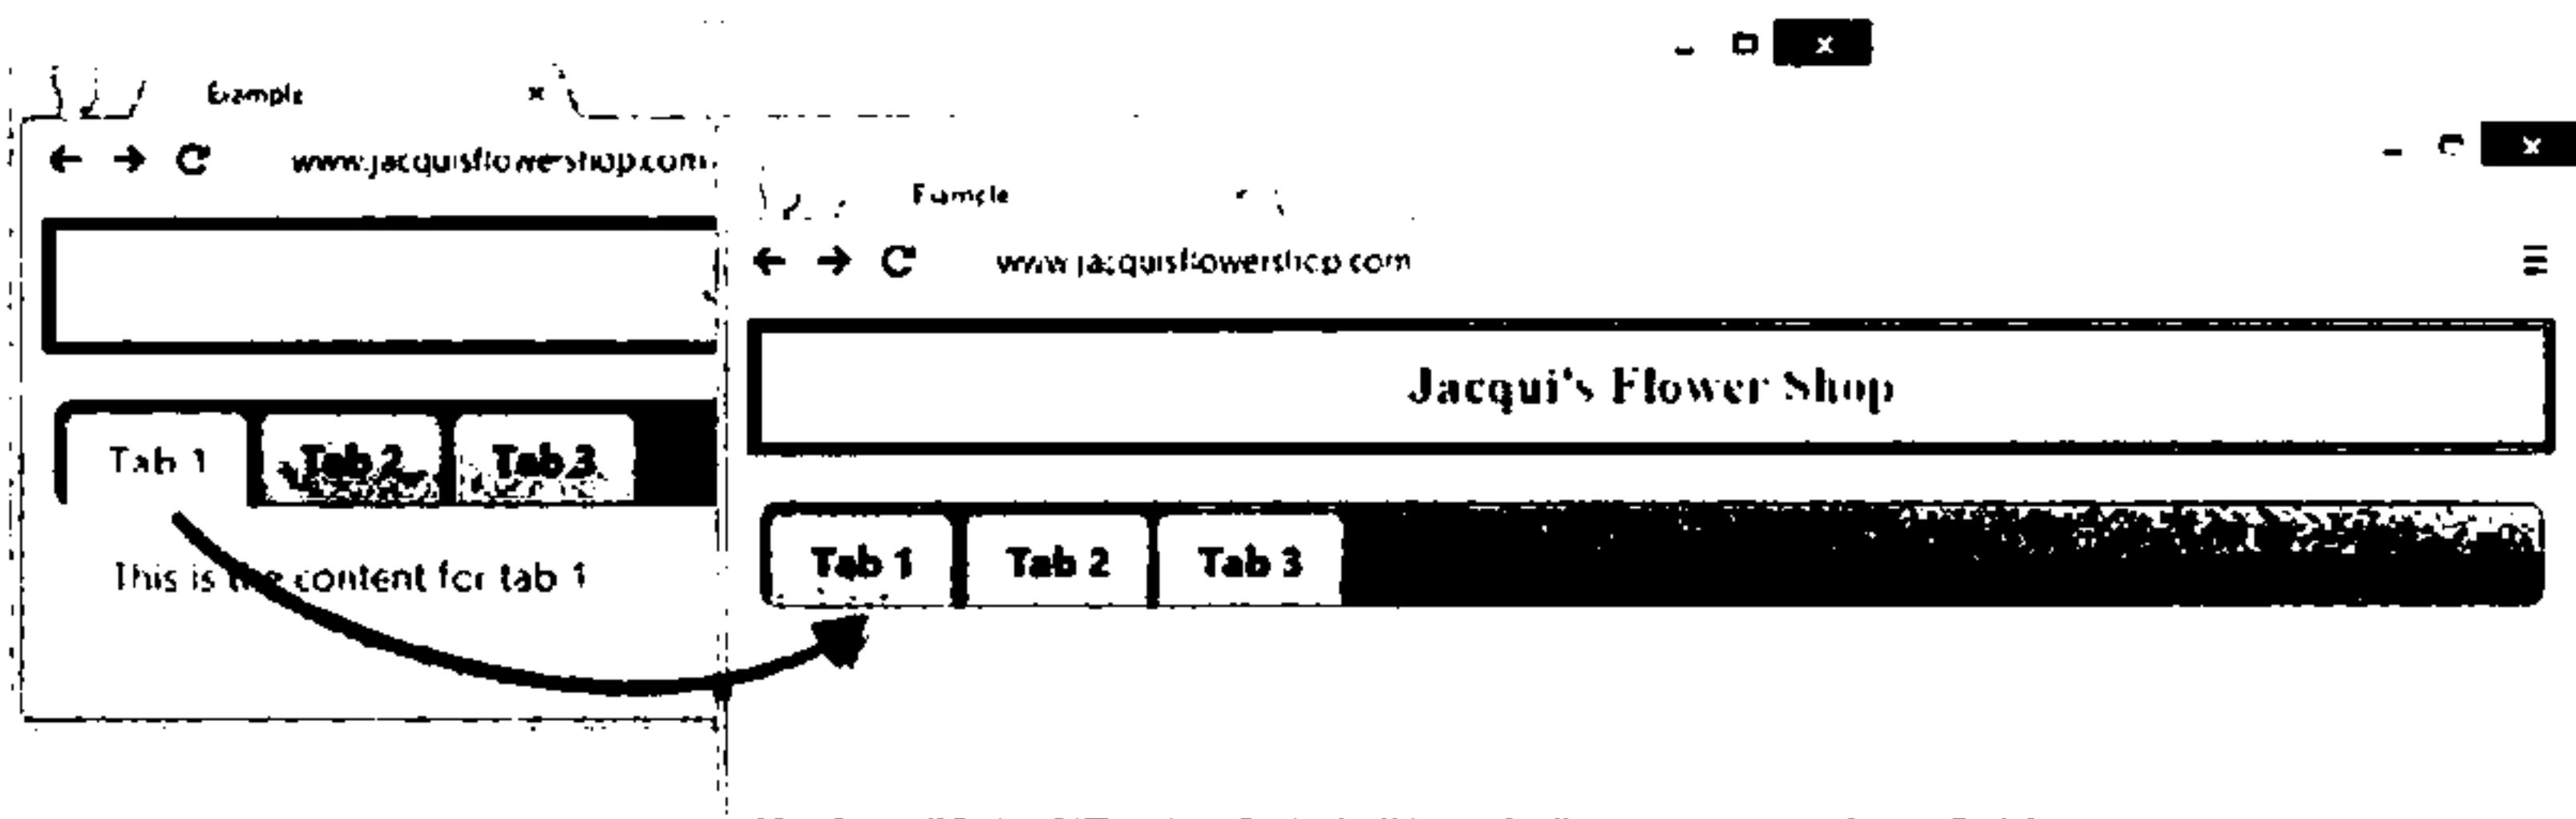 Example
www.jacquisflowershop.com
Tab 1
Tab 2
Tab 3
This is the content for tab 1
Example
www.jacquisflowershop.com
Jacqui's Flower Shop
Tab 1
Tab 2
Tab 3